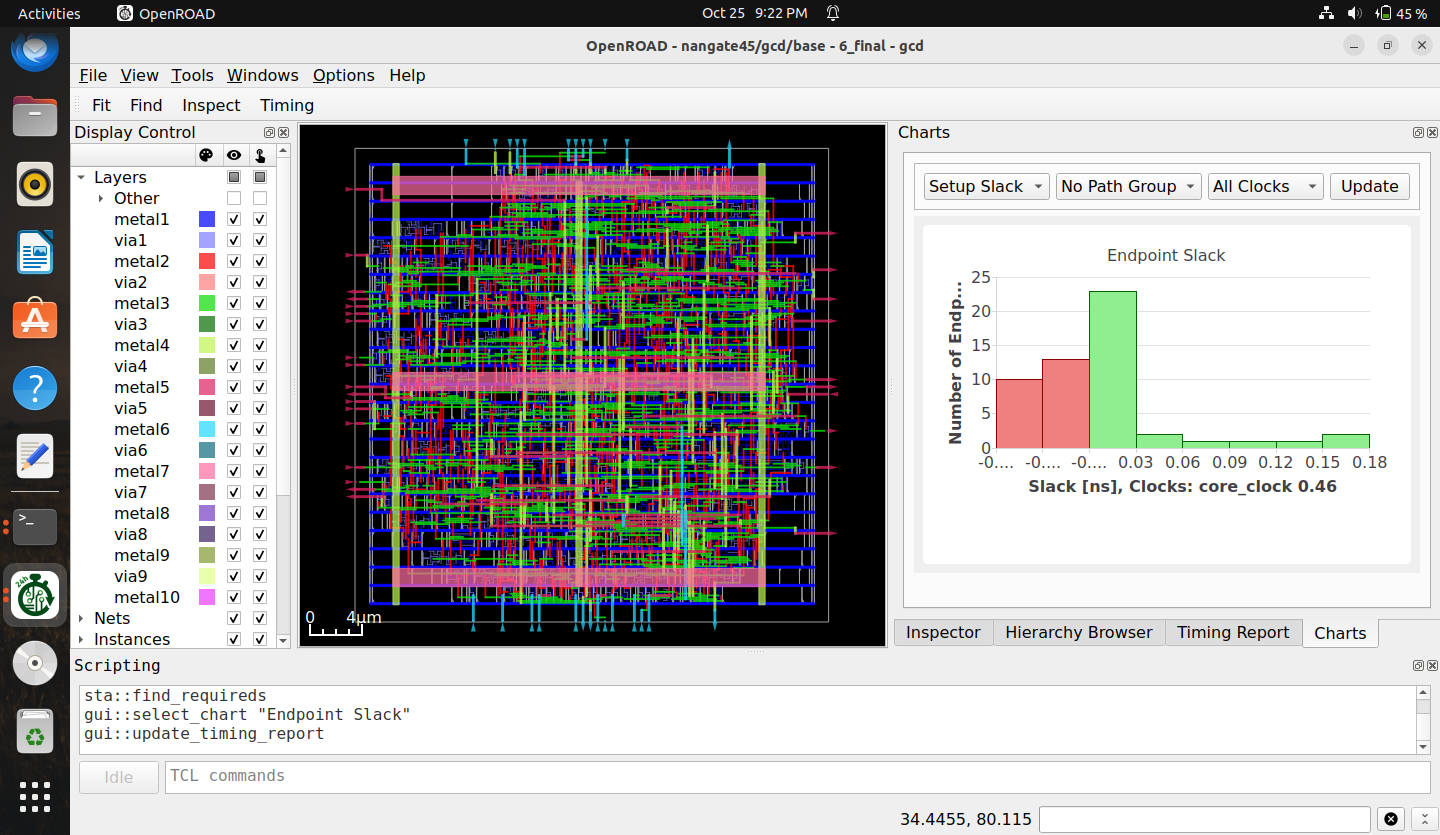 Activities OpenROAD Oct 25 9:22 PM 45 %
OpenROAD - nangate45/gcd/base - 6_final - gcd
File View Tools Windows Options Help
Fit Find Inspect Timing
Display Control
Layers
Other
metal1
via1
metal2
via2
metal3
via3
metal4
via4
metal5
via5
metal6
via6
metal7
via7
metal8
via8
metal9
via9
metal10
Nets
Instances
0 4μm
Charts
Setup Slack No Path Group All Clocks Update
Endpoint Slack
Number of Endp...
25
20
15
10
5
0
-0.... -0.... -0.... 0.03 0.06 0.09 0.12 0.15 0.18
Slack [ns], Clocks: core_clock 0.46
Inspector Hierarchy Browser Timing Report Charts
Scripting
sta::find_requireds
gui::select_chart "Endpoint Slack"
gui::update_timing_report
Idle TCL commands
34.4455, 80.115